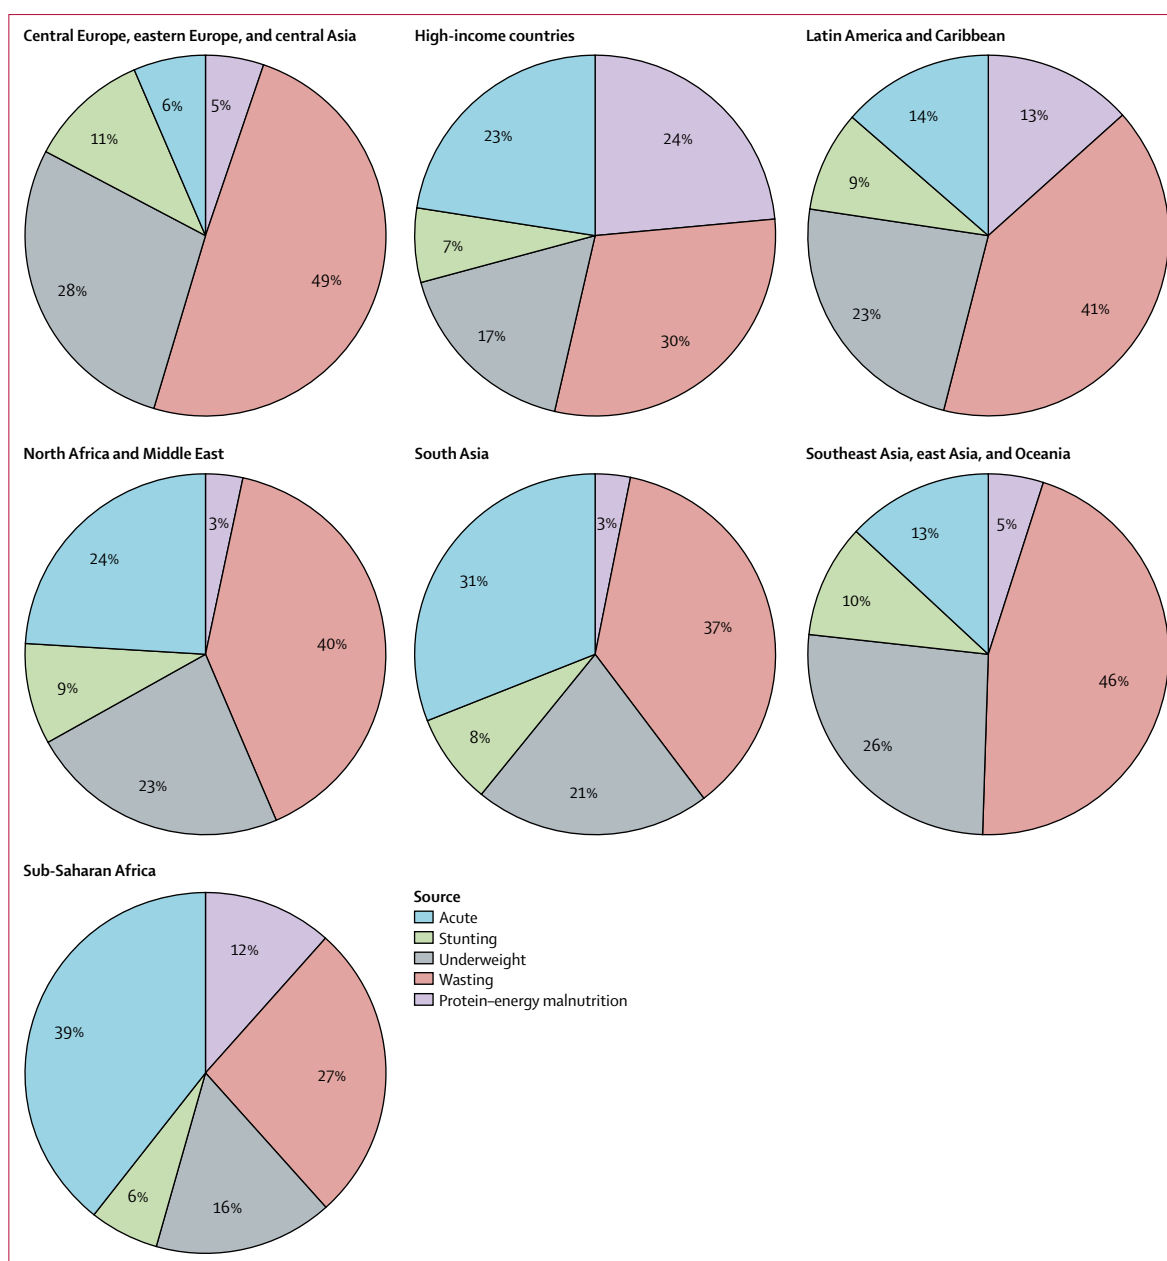 Central Europe, eastern Europe, and central Asia
High-income countries
Latin America and Caribbean
6%
5%
11%
28%
49%
23%
24%
7%
17%
30%
14%
13%
9%
23%
41%
North Africa and Middle East
South Asia
Southeast Asia, east Asia, and Oceania
3%
24%
40%
9%
23%
3%
31%
37%
8%
21%
13%
5%
10%
46%
26%
Sub-Saharan Africa
12%
39%
27%
6%
16%
Source
Acute
Stunting
Underweight
Wasting
Protein–energy malnutrition